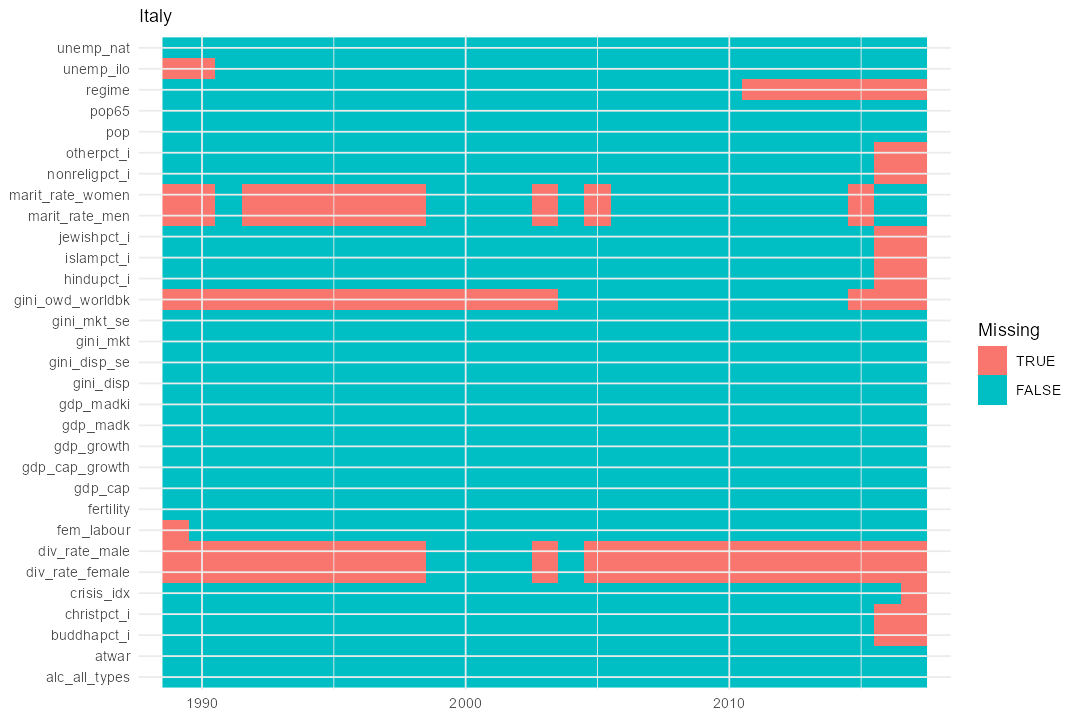 Italy
unemp_nat
unemp_ilo
regime
pop65
pop
otherpct_i
nonreligpct_i
marit_rate_women
marit_rate_men
jewishpct_i
islampct_i
hindupct_i
gini_owd_worldbk
gini_mkt_se
gini_mkt
gini_disp_se
gini_disp
gdp_madki
gdp_madk
gdp_growth
gdp_cap_growth
gdp_cap
fertility
fem_labour
div_rate_male
div_rate_female
crisis_idx
christpct_i
buddhapct_i
atwar
alc_all_types
1990 2000 2010
Missing
TRUE
FALSE